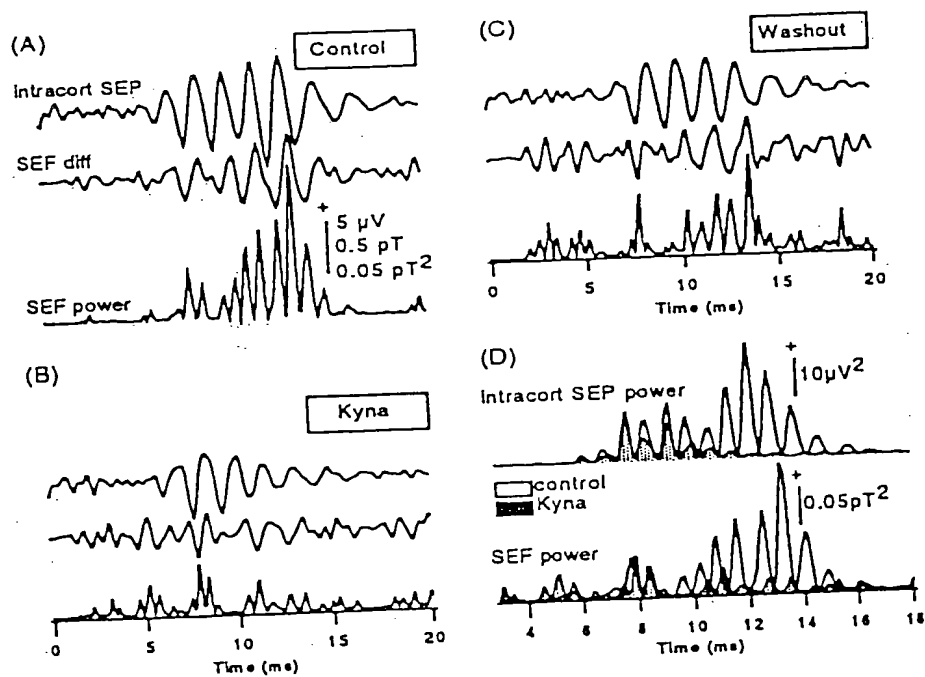 (A)
Control
Intracort SEP
SEF diff
+
5 µV
0.5 pT
0.05 pT²
SEF power
(B)
Kyna
0 5 10 15 20
Time (ms)
(C)
Washout
0 5 10 15 20
Time (ms)
(D)
+
10µV²
Intracort SEP power
control
Kyna
+
0.05pT²
SEF power
4 6 8 10 12 14 16 18
Time (ms)